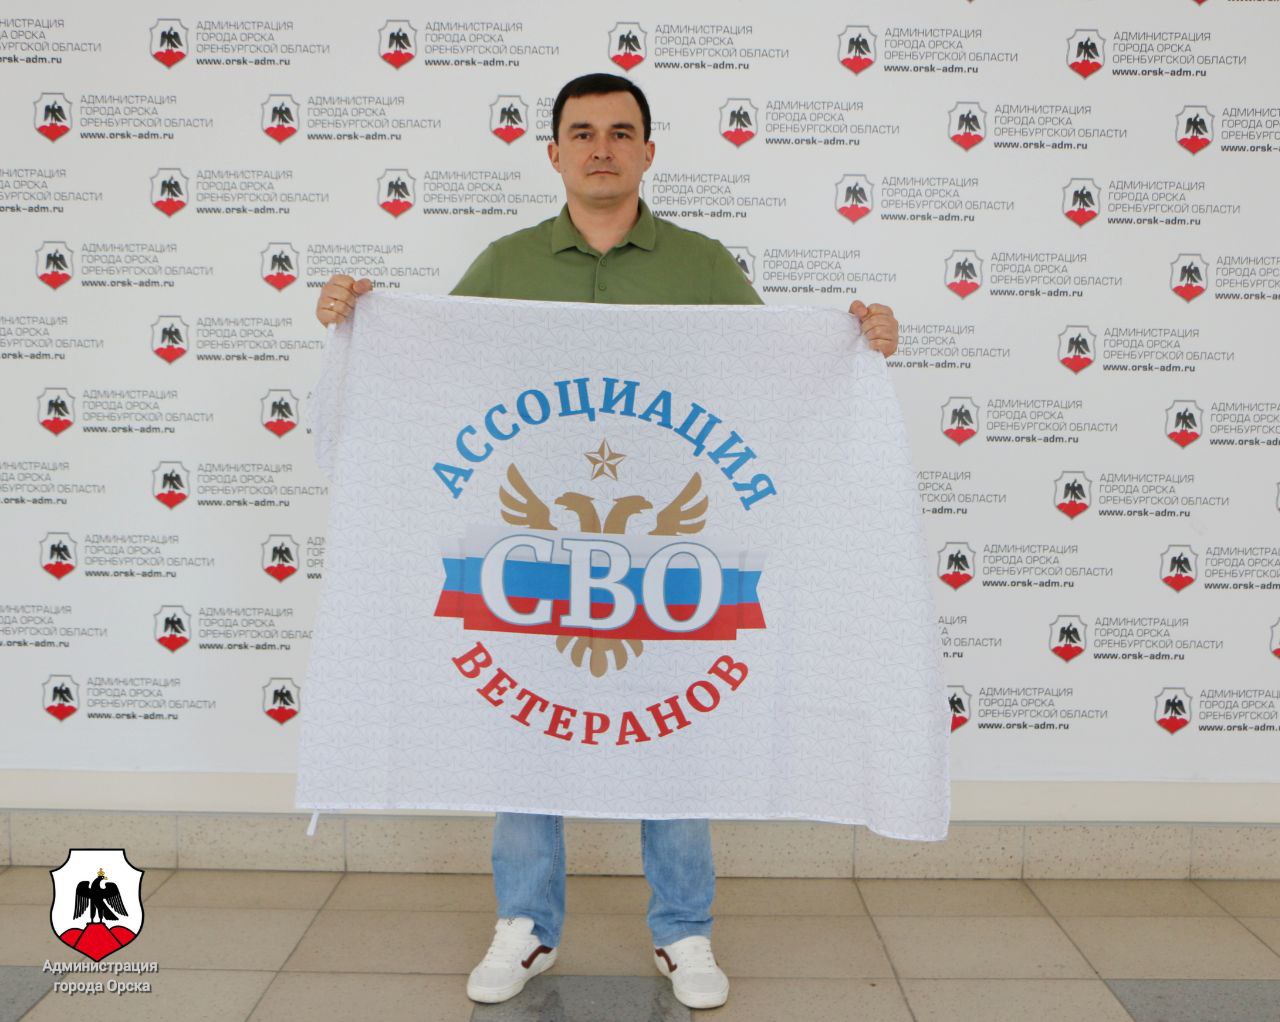 АДМИНИСТРАЦИЯ
ГОРОДА ОРСКА
ОРЕНБУРГСКОЙ ОБЛАСТИ
www.orsk-adm.ru
АССОЦИАЦИЯ
СВО
ВЕТЕРАНОВ
Администрация
города Орска